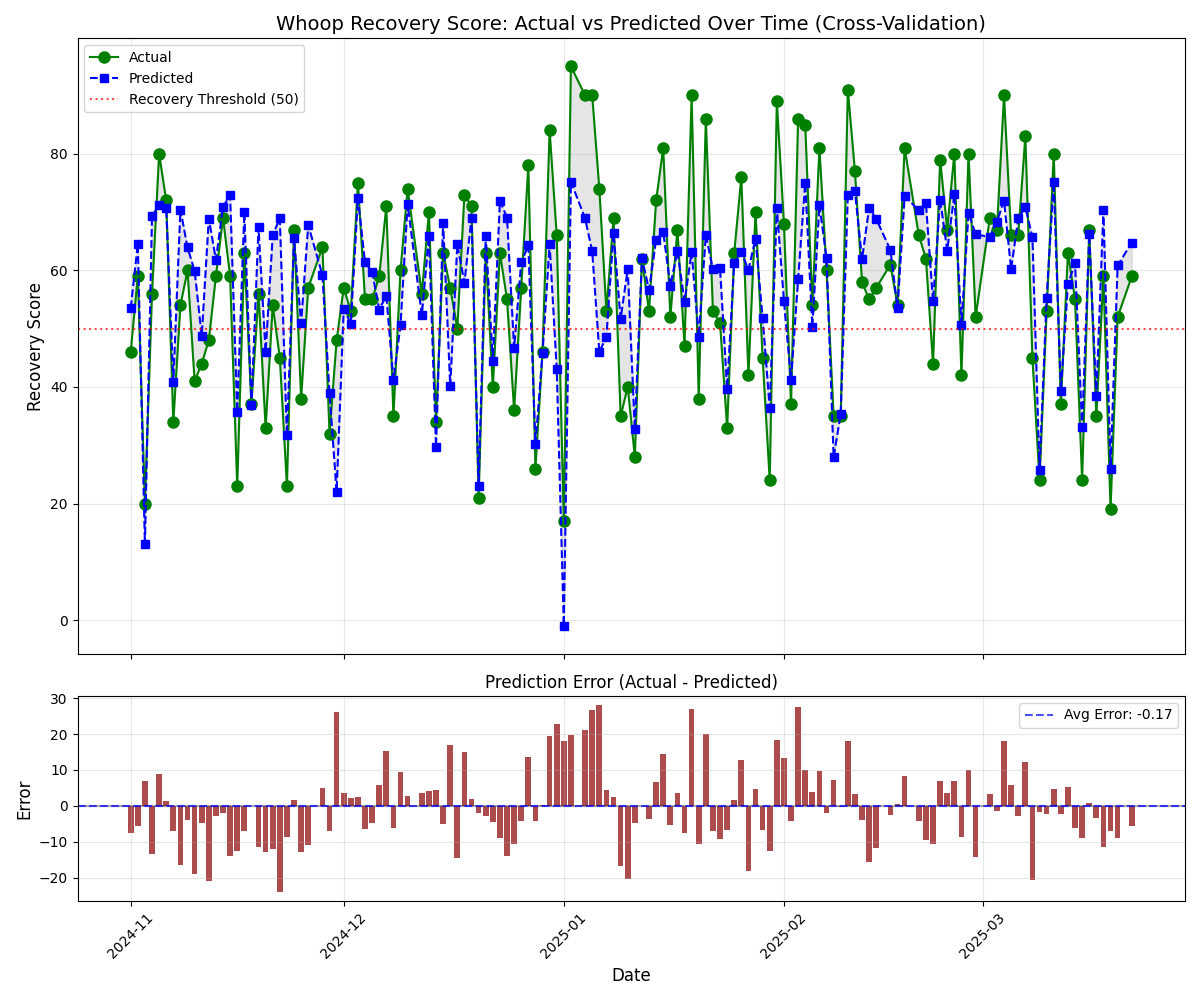 Whoop Recovery Score: Actual vs Predicted Over Time (Cross-Validation)
Actual
Predicted
Recovery Threshold (50)
Recovery Score
80
60
40
20
0
Prediction Error (Actual - Predicted)
Avg Error: -0.17
Error
30
20
10
0
−10
−20
2024-11
2024-12
2025-01
2025-02
2025-03
Date